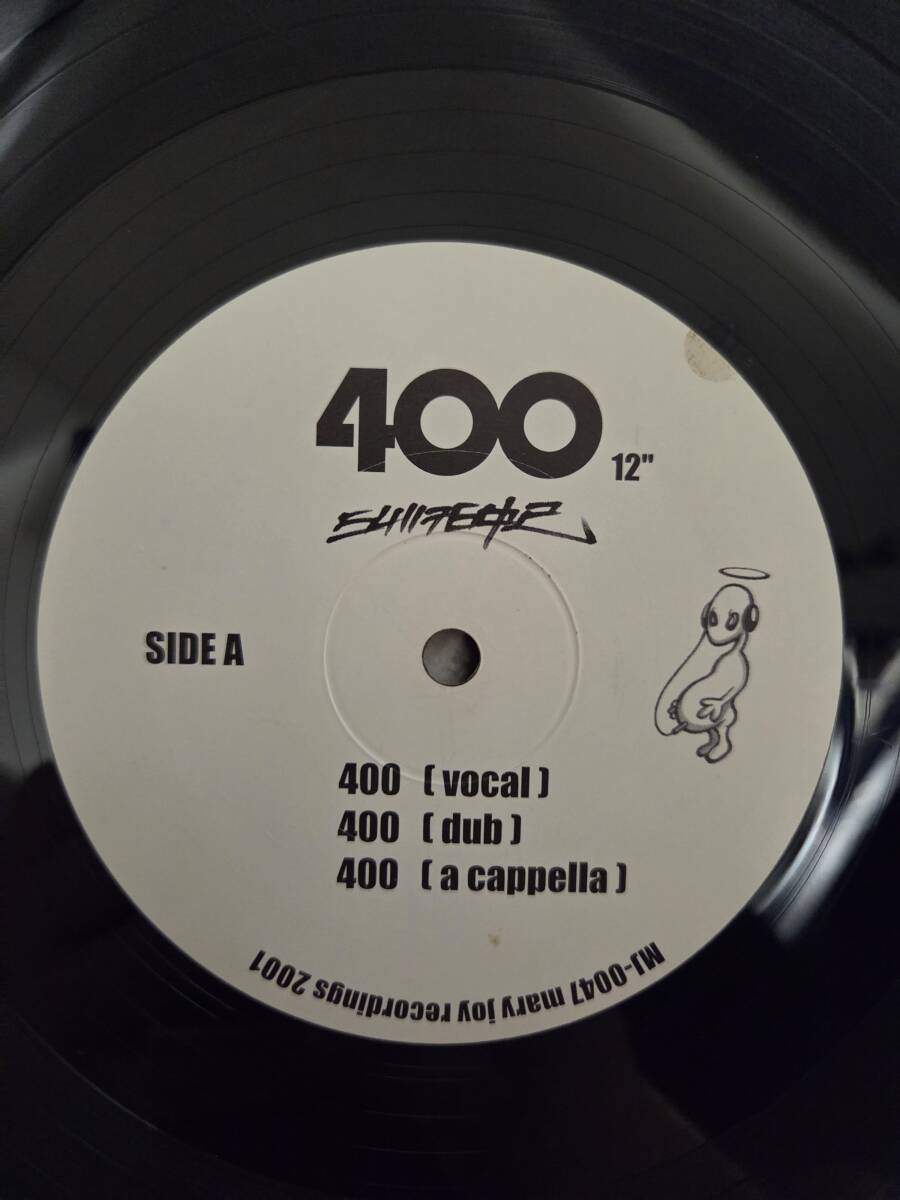 400
12"
SIDE A
400 ( vocal )
400 ( dub )
400 ( a cappella )
MJ-0047 mary joy recordings 2001